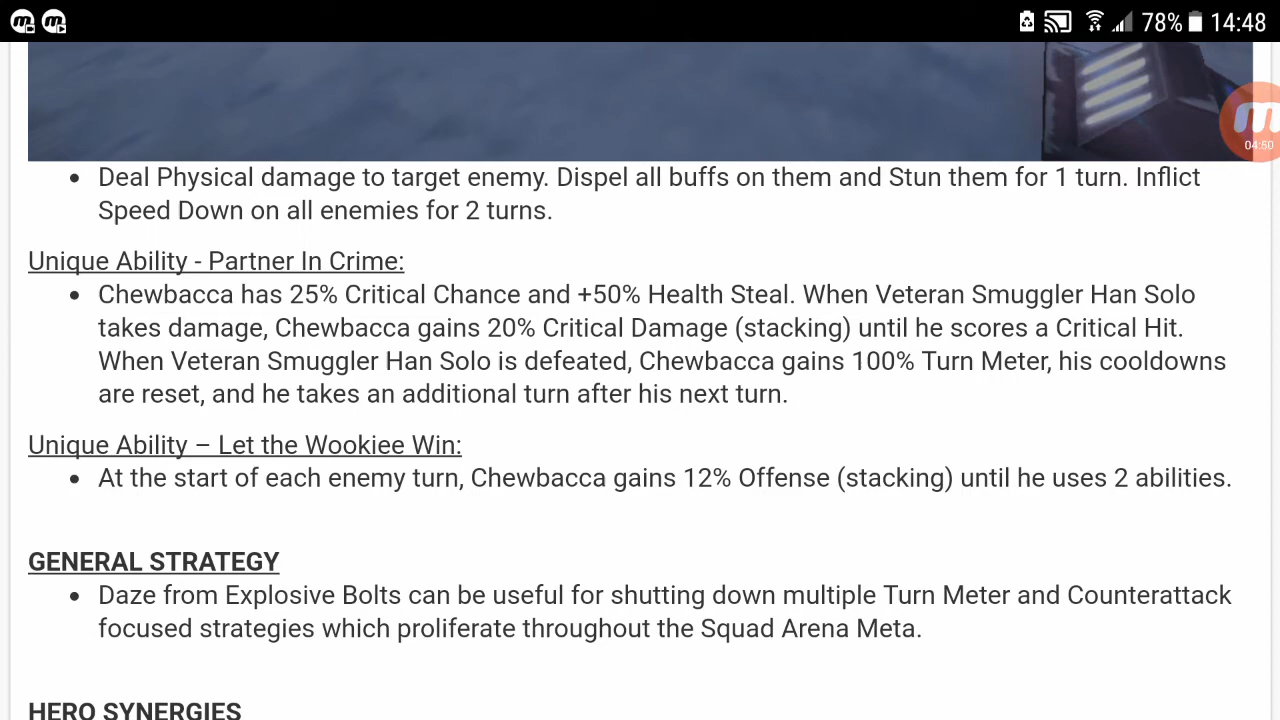 78% 14:48
04:50
Deal Physical damage to target enemy. Dispel all buffs on them and Stun them for 1 turn. Inflict
Speed Down on all enemies for 2 turns.
Unique Ability - Partner In Crime:
Chewbacca has 25% Critical Chance and +50% Health Steal. When Veteran Smuggler Han Solo
takes damage, Chewbacca gains 20% Critical Damage (stacking) until he scores a Critical Hit.
When Veteran Smuggler Han Solo is defeated, Chewbacca gains 100% Turn Meter, his cooldowns
are reset, and he takes an additional turn after his next turn.
Unique Ability – Let the Wookiee Win:
At the start of each enemy turn, Chewbacca gains 12% Offense (stacking) until he uses 2 abilities.
GENERAL STRATEGY
Daze from Explosive Bolts can be useful for shutting down multiple Turn Meter and Counterattack
focused strategies which proliferate throughout the Squad Arena Meta.
HERO SYNERGIES